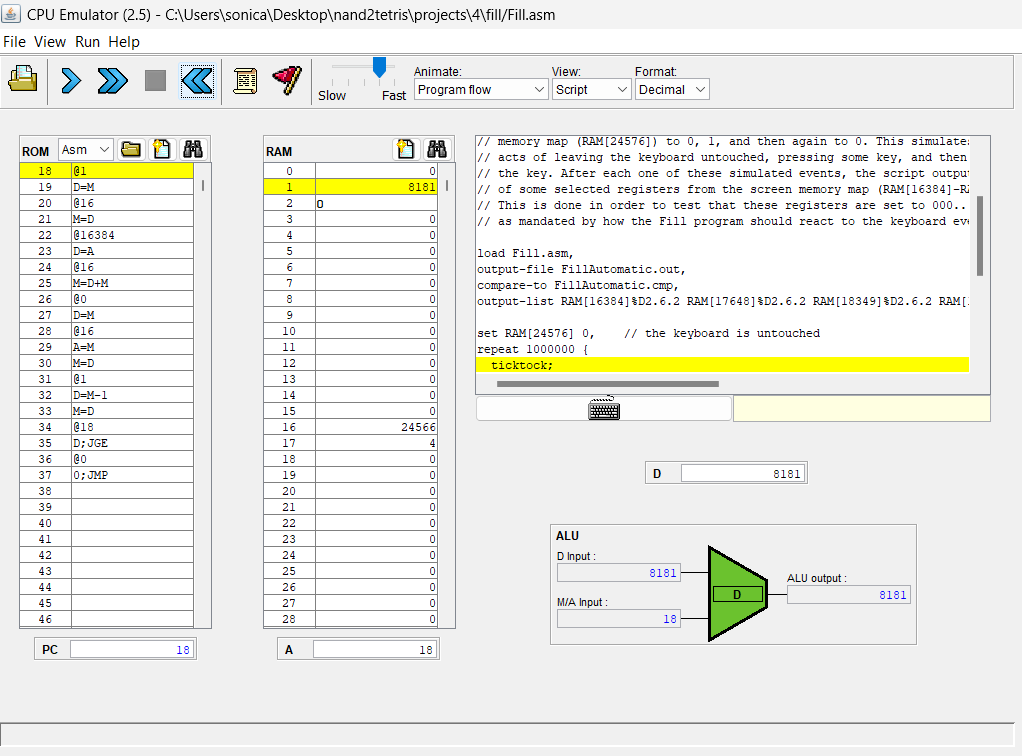 CPU Emulator (2.5) - C:\Users\sonica\Desktop\nand2tetris\projects\4\fill/Fill.asm
File View Run Help
Slow Fast
Animate: View: Format:
Program flow Script Decimal
ROM Asm
18 @1
19 D=M
20 @16
21 M=D
22 @16384
23 D=A
24 @16
25 M=D+M
26 @0
27 D=M
28 @16
29 A=M
30 M=D
31 @1
32 D=M-1
33 M=D
34 @18
35 D;JGE
36 @0
37 0;JMP
38
39
40
41
42
43
44
45
46
PC 18
RAM
0 0
1 8181
2 0
3 0
4 0
5 0
6 0
7 0
8 0
9 0
10 0
11 0
12 0
13 0
14 0
15 0
16 24566
17 4
18 0
19 0
20 0
21 0
22 0
23 0
24 0
25 0
26 0
27 0
28 0
A 18
// memory map (RAM[24576]) to 0, 1, and then again to 0. This simulates
// acts of leaving the keyboard untouched, pressing some key, and then
// the key. After each one of these simulated events, the script output
// of some selected registers from the screen memory map (RAM[16384]-RA
// This is done in order to test that these registers are set to 000..
// as mandated by how the Fill program should react to the keyboard eve
load Fill.asm,
output-file FillAutomatic.out,
compare-to FillAutomatic.cmp,
output-list RAM[16384]%D2.6.2 RAM[17648]%D2.6.2 RAM[18349]%D2.6.2 RAM[
set RAM[24576] 0, // the keyboard is untouched
repeat 1000000 {
ticktock;
D 8181
ALU
D Input :
8181
M/A Input :
18
D
ALU output :
8181